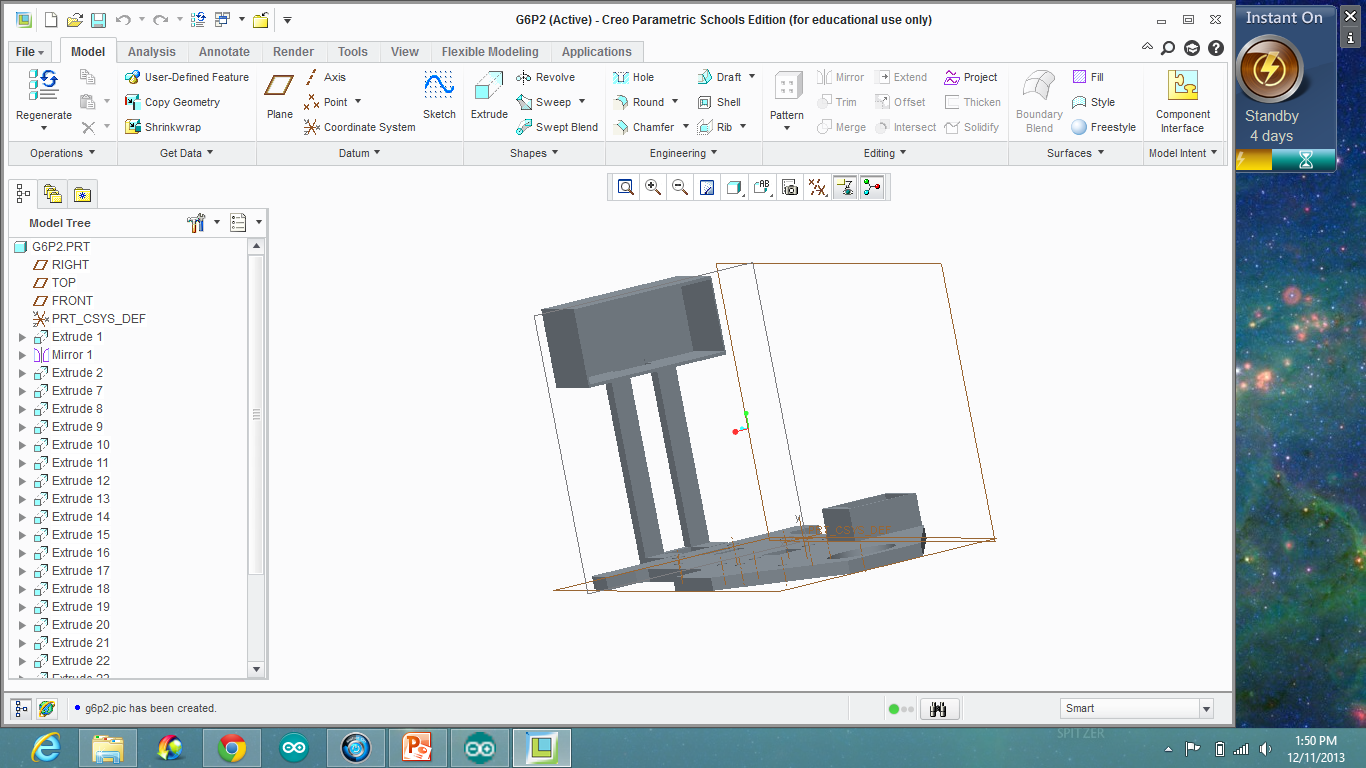 G6P2 (Active) - Creo Parametric Schools Edition (for educational use only)
Instant On
File
Model
Analysis
Annotate
Render
Tools
View
Flexible Modeling
Applications
Regenerate
User-Defined Feature
Copy Geometry
Shrinkwrap
Plane
Axis
Point
Coordinate System
Sketch
Extrude
Revolve
Sweep
Swept Blend
Hole
Round
Chamfer
Draft
Shell
Rib
Pattern
Mirror
Trim
Merge
Extend
Offset
Intersect
Project
Thicken
Solidify
Boundary
Blend
Fill
Style
Freestyle
Component
Interface
Operations
Get Data
Datum
Shapes
Engineering
Editing
Surfaces
Model Intent
Standby
4 days
Model Tree
G6P2.PRT
RIGHT
TOP
FRONT
PRT_CSYS_DEF
Extrude 1
Mirror 1
Extrude 2
Extrude 7
Extrude 8
Extrude 9
Extrude 10
Extrude 11
Extrude 12
Extrude 13
Extrude 14
Extrude 15
Extrude 16
Extrude 17
Extrude 18
Extrude 19
Extrude 20
Extrude 21
Extrude 22
g6p2.pic has been created.
Smart
SPITZER
1:50 PM
12/11/2013